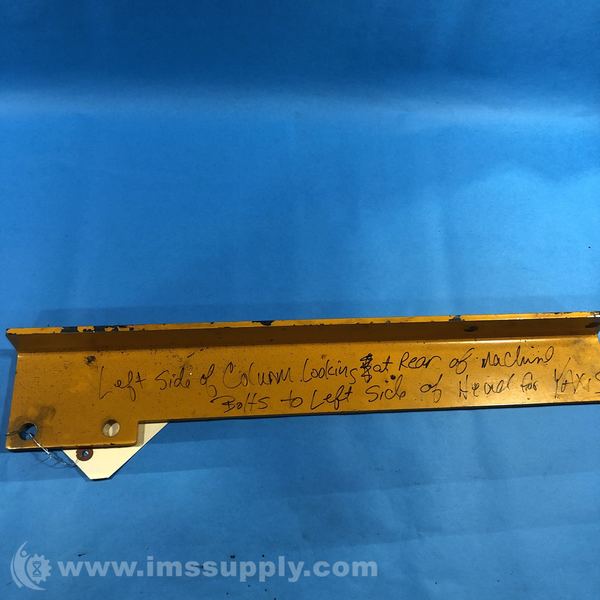 Left Side of Column Looking at Rear of Machine
Bolts to Left Side of Head for Y AXIS
www.imssupply.com